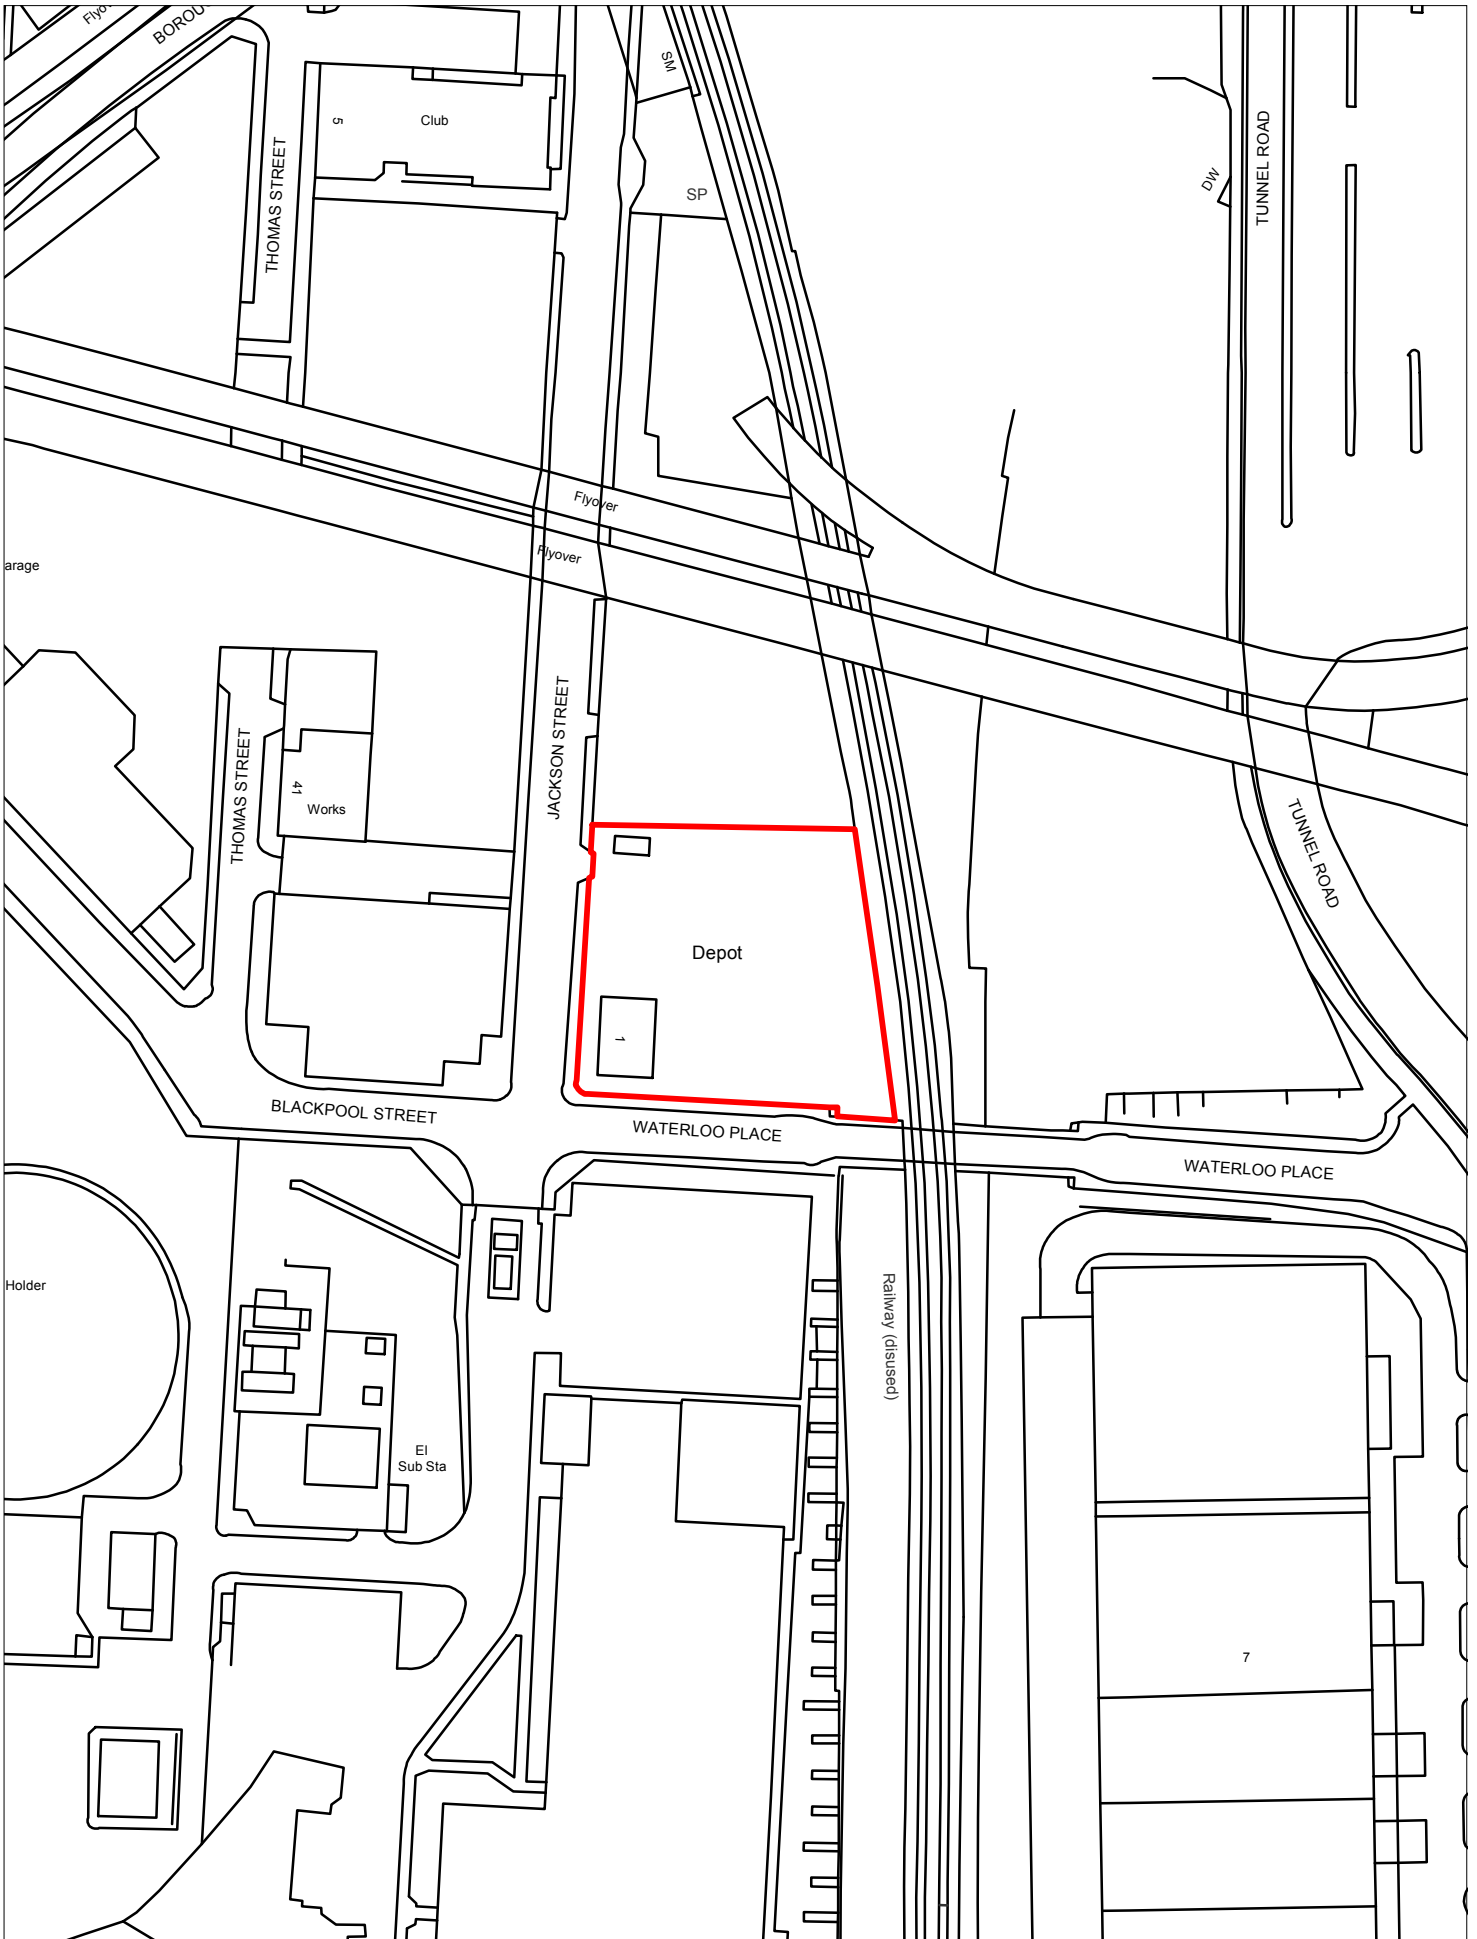 Flyov
BOROU
SM
5
Club
THOMAS STREET
SP
DW
TUNNEL ROAD
Flyover
Flyover
arage
THOMAS STREET
41
Works
JACKSON STREET
TUNNEL ROAD
Depot
1
BLACKPOOL STREET
WATERLOO PLACE
WATERLOO PLACE
Holder
Railway (disused)
El
Sub Sta
7